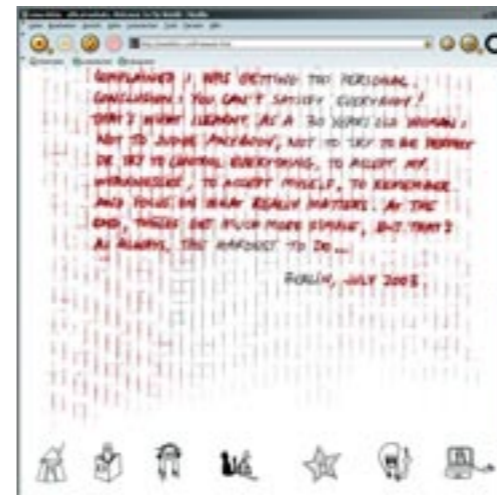 COMPLAINED I WAS GETTING TOO PERSONAL.
CONCLUSION: YOU CAN'T SATISFY EVERYBODY!
THAT'S WHAT I LEARNT AS A 30 YEARS OLD WOMAN:
NOT TO JUDGE ANYBODY, NOT TO TRY TO BE PERFECT
OR TRY TO CONTROL EVERYTHING, TO ACCEPT MY
WEAKNESSES, TO ACCEPT MYSELF, TO REMEMBER
AND FOCUS ON WHAT REALLY MATTERS. AT THE
END, THINGS GET MUCH MORE SIMPLE, BUT THAT'S
AS ALWAYS, THE HARDEST TO DO...
BERLIN, JULY 2003.